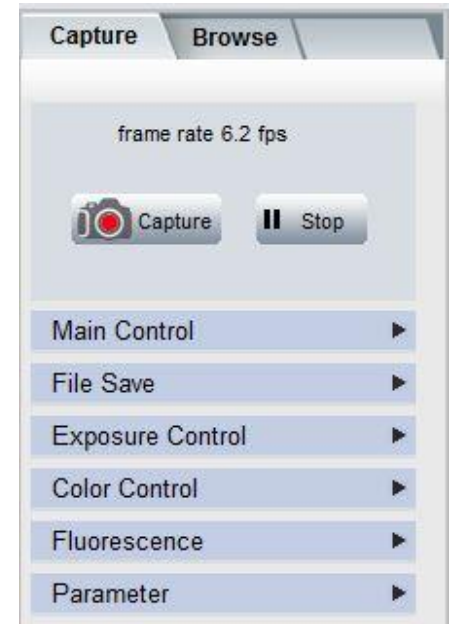 Capture Browse
frame rate 6.2 fps
Capture Stop
Main Control
File Save
Exposure Control
Color Control
Fluorescence
Parameter